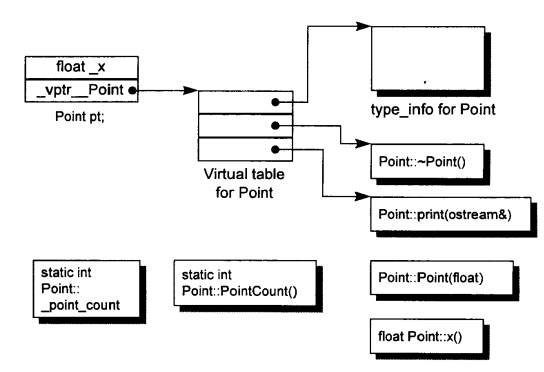 float _x
_vptr__Point
Point pt;
Virtual table
for Point
type_info for Point
Point::~Point()
Point::print(ostream&)
static int
Point::
_point_count
static int
Point::PointCount()
Point::Point(float)
float Point::x()